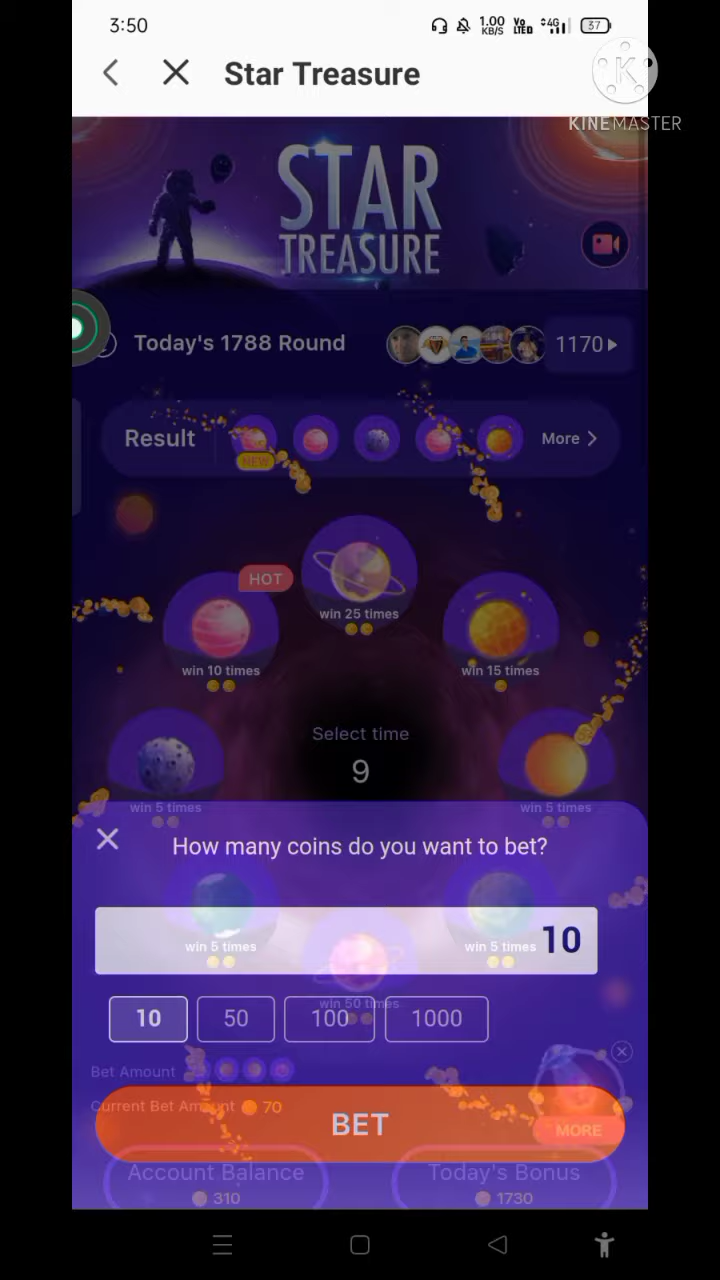 3:50
1.00 KB/S
Vo LTED
4G
37
Star Treasure
K
KINEMASTER
STAR
TREASURE
Today's 1788 Round
1170
Result
NEW
More
HOT
win 25 times
win 10 times
win 15 times
Select time
9
win 5 times
win 5 times
How many coins do you want to bet?
10
win 5 times
win 5 times
win 50 times
10
50
100
1000
Bet Amount
Current Bet Amount
70
BET
MORE
Account Balance
Today's Bonus
310
1730